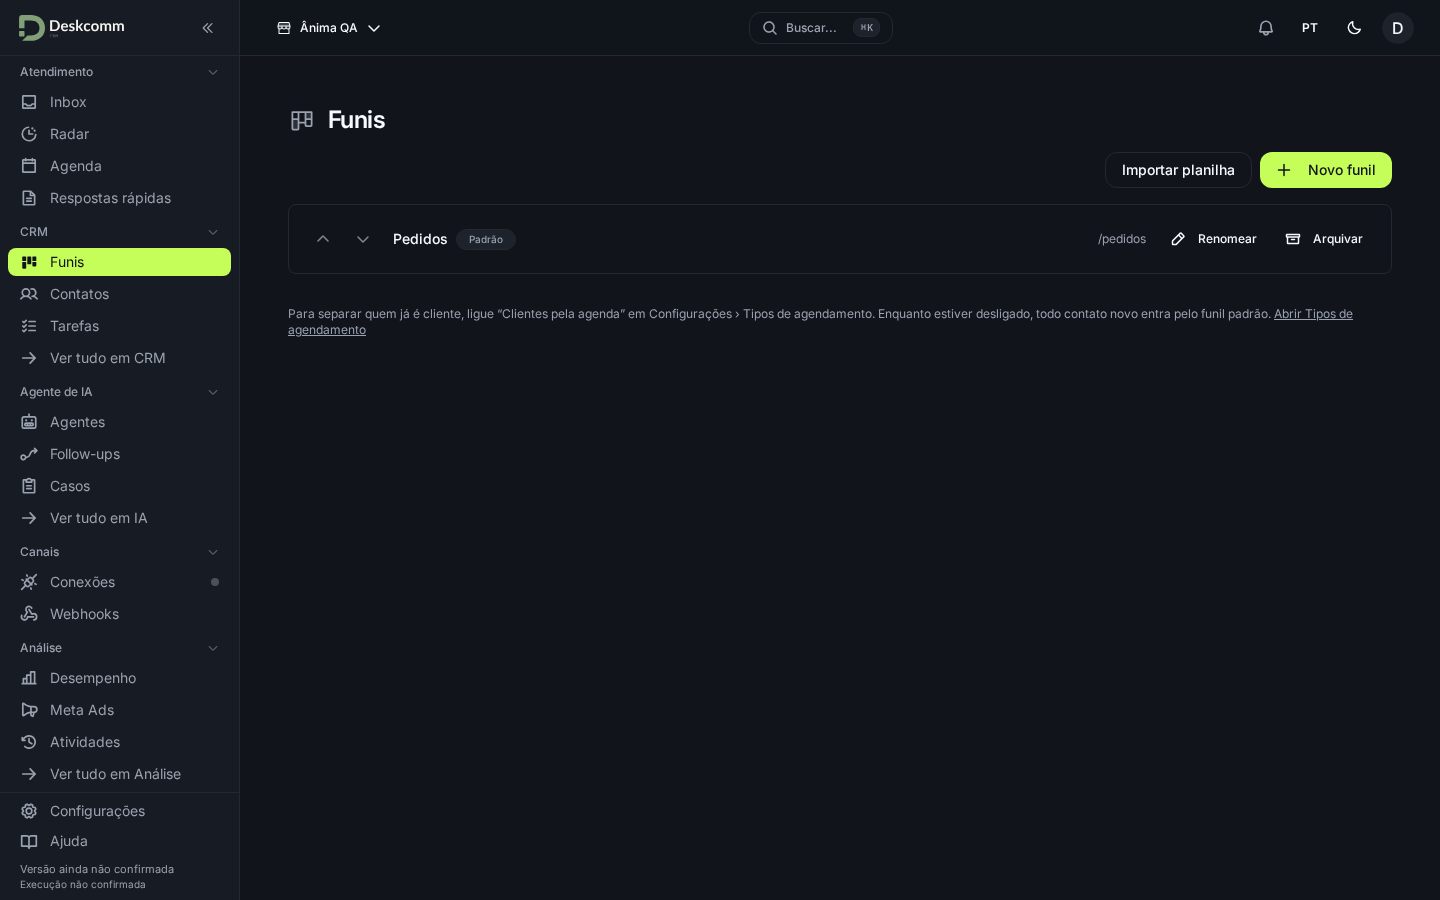 Deskcomm
Ânima QA
Buscar...
⌘K
PT
D
Atendimento
Inbox
Radar
Agenda
Respostas rápidas
CRM
Funis
Contatos
Tarefas
Ver tudo em CRM
Agente de IA
Agentes
Follow-ups
Casos
Ver tudo em IA
Canais
Conexões
Webhooks
Análise
Desempenho
Meta Ads
Atividades
Ver tudo em Análise
Configurações
Ajuda
Versão ainda não confirmada
Execução não confirmada
Funis
Importar planilha
Novo funil
Pedidos
Padrão
/pedidos
Renomear
Arquivar
Para separar quem já é cliente, ligue “Clientes pela agenda” em Configurações › Tipos de agendamento. Enquanto estiver desligado, todo contato novo entra pelo funil padrão. Abrir Tipos de
agendamento